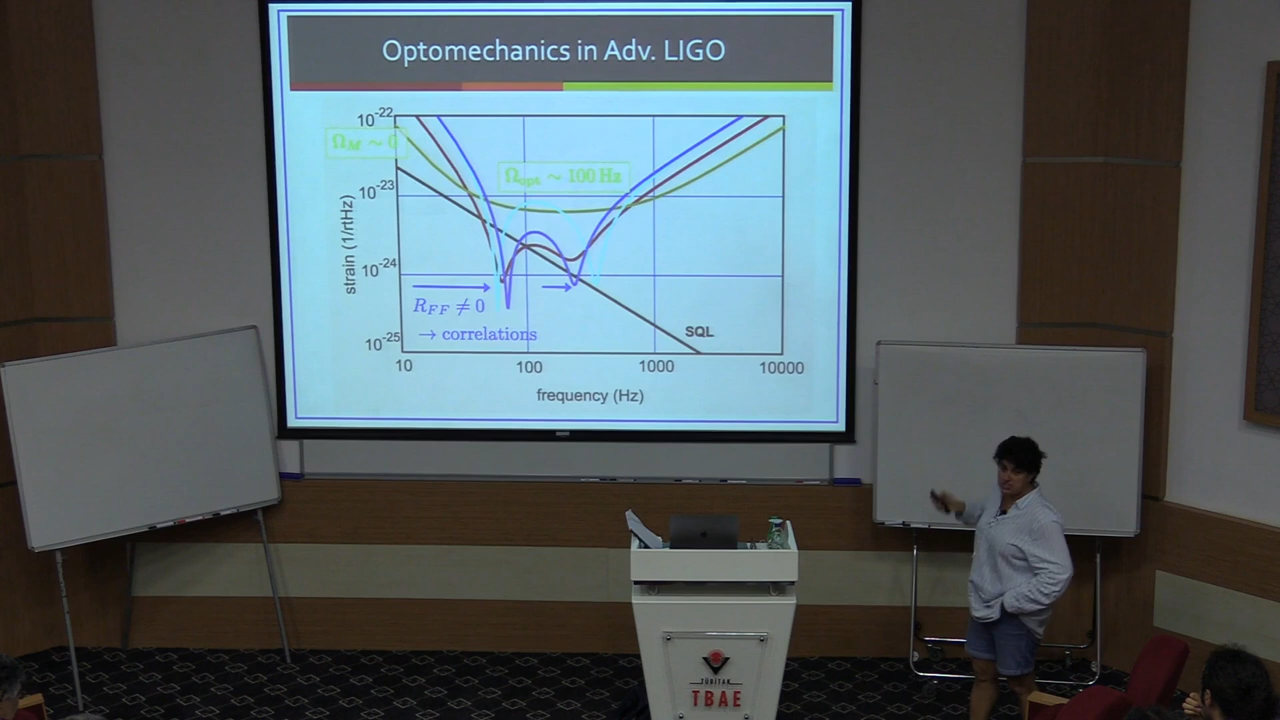 Optomechanics in Adv. LIGO
10⁻²²
Ω_M ∼ 0
Ω_opt ∼ 100 Hz
10⁻²³
strain (1/rtHz)
10⁻²⁴
R_FF ≠ 0
→ correlations
SQL
10⁻²⁵
10 100 1000 10000
frequency (Hz)
TÜBİTAK
TBAE